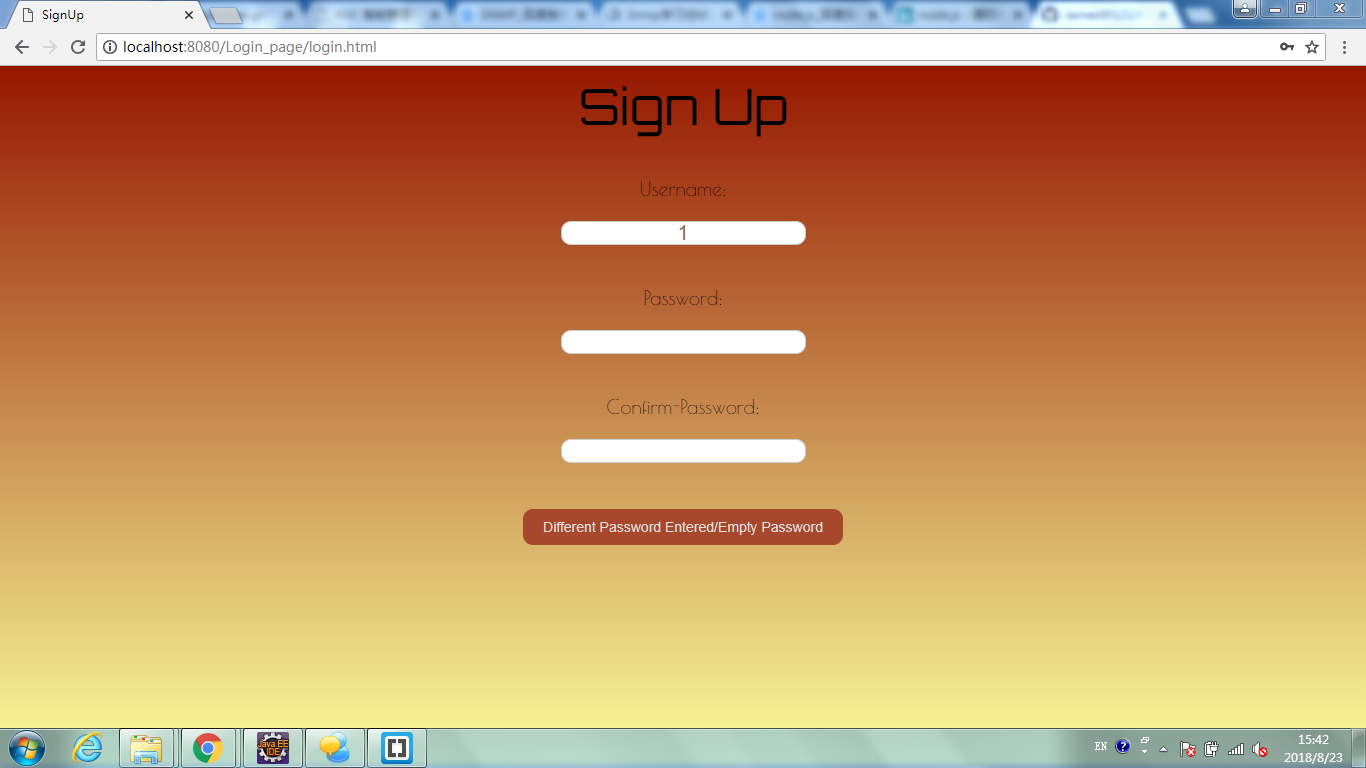 SignUp
localhost:8080/Login_page/login.html
Sign Up
Username:
1
Password:
Confirm-Password:
Different Password Entered/Empty Password
Java EE
IDE
EN
15:42
2018/8/23